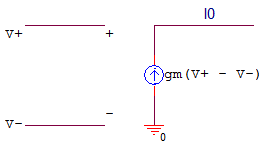 I0
V+ +
gm(V+ - V-)
-
V-
0